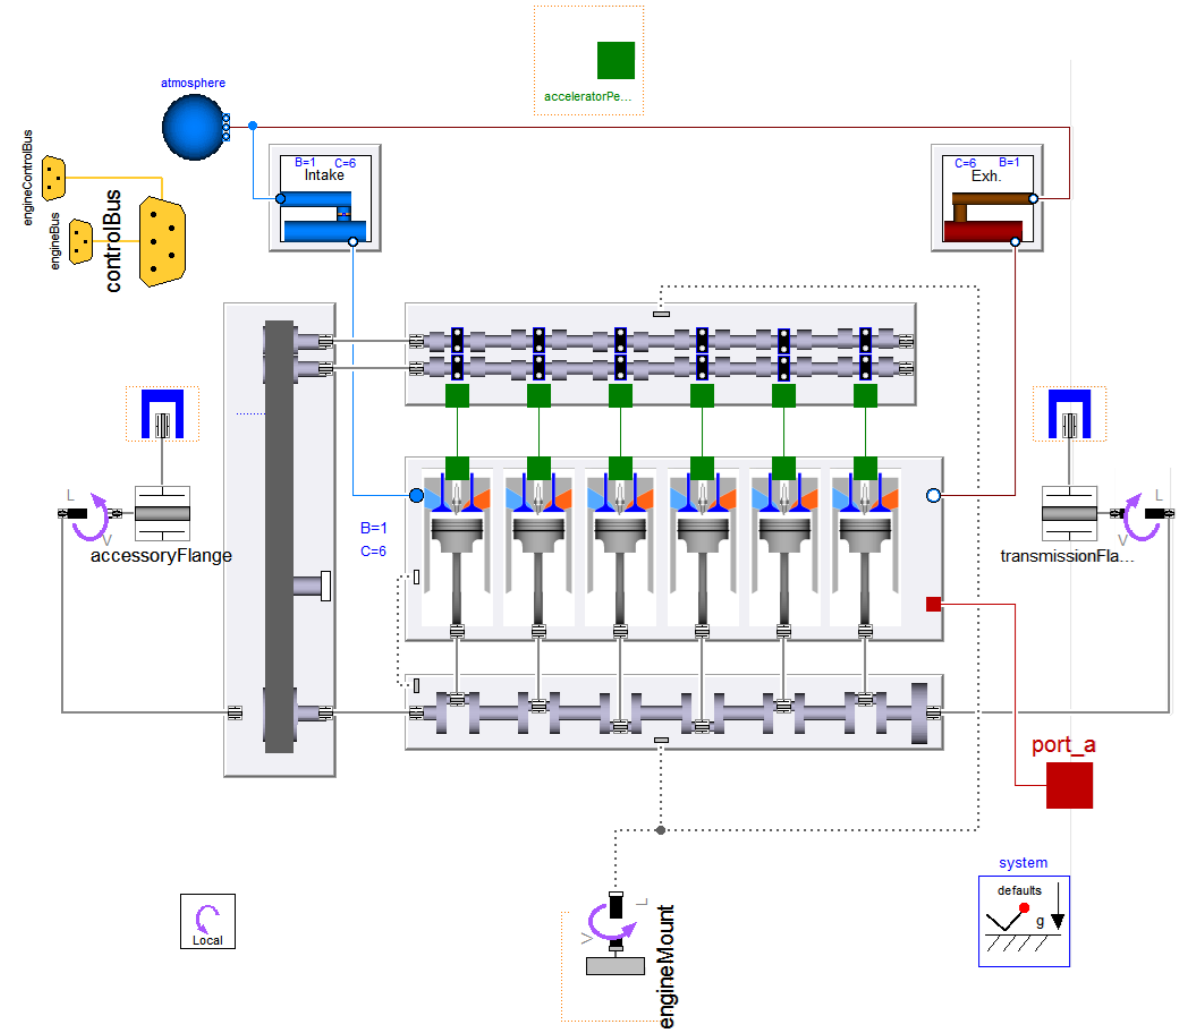 acceleratorPe...
atmosphere
engineControlBus
engineBus
controlBus
B=1 C=6
Intake
C=6 B=1
Exh.
L
V
accessoryFlange
B=1
C=6
L
V
transmissionFla...
port_a
system
defaults
g
Local
L
V
engineMount